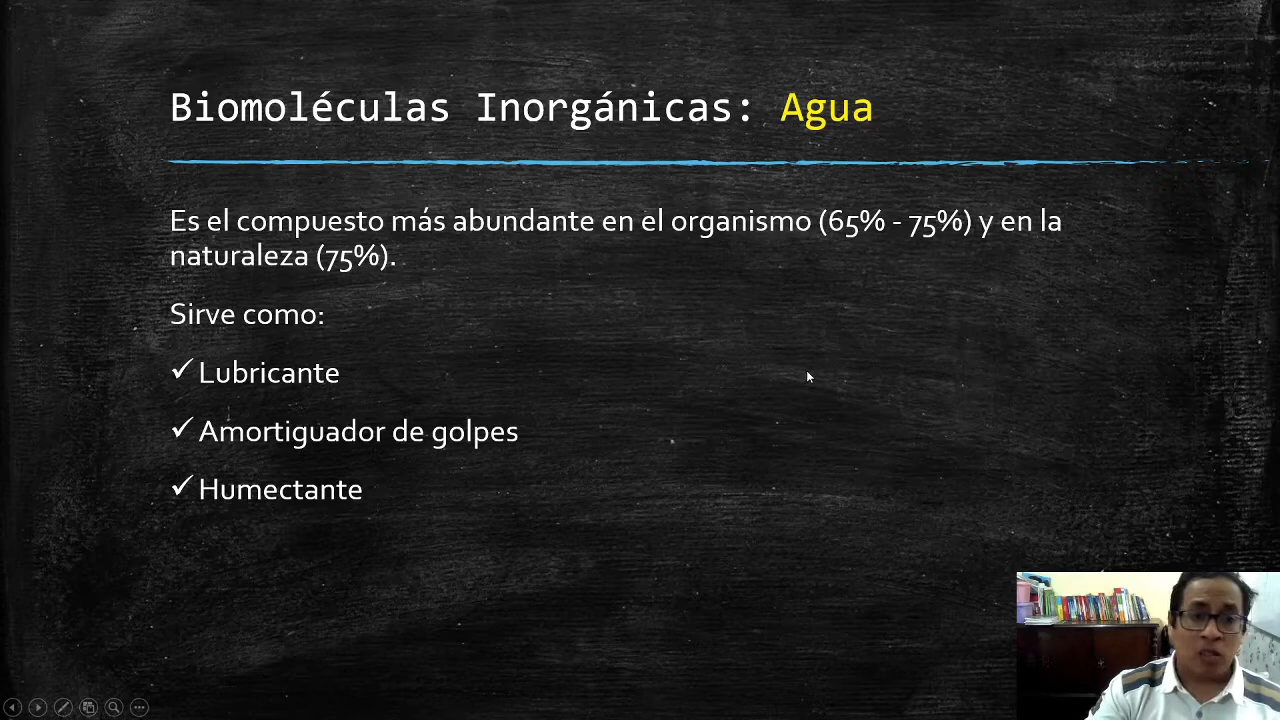 Biomoléculas Inorgánicas: Agua
Es el compuesto más abundante en el organismo (65% - 75%) y en la
naturaleza (75%).
Sirve como:
✓ Lubricante
✓ Amortiguador de golpes
✓ Humectante